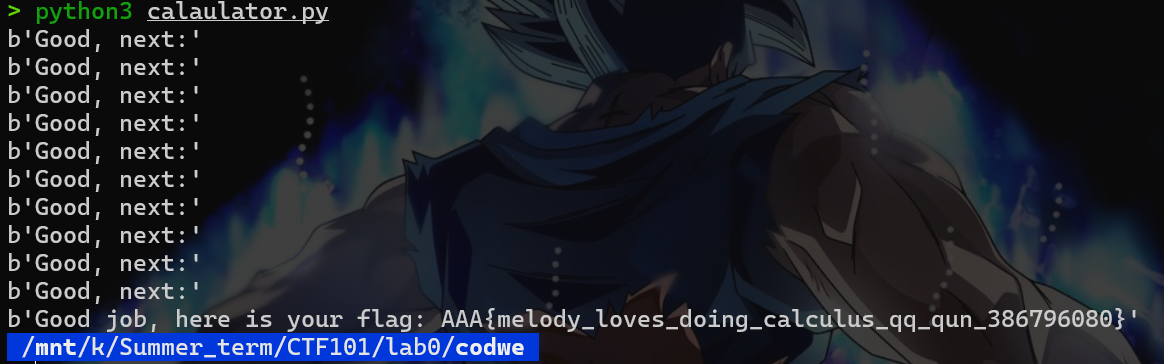 > python3 calaulator.py
b'Good, next:'
b'Good, next:'
b'Good, next:'
b'Good, next:'
b'Good, next:'
b'Good, next:'
b'Good, next:'
b'Good, next:'
b'Good, next:'
b'Good, next:'
b'Good job, here is your flag: AAA{melody_loves_doing_calculus_qq_qun_386796080}'
/mnt/k/Summer_term/CTF101/lab0/codwe